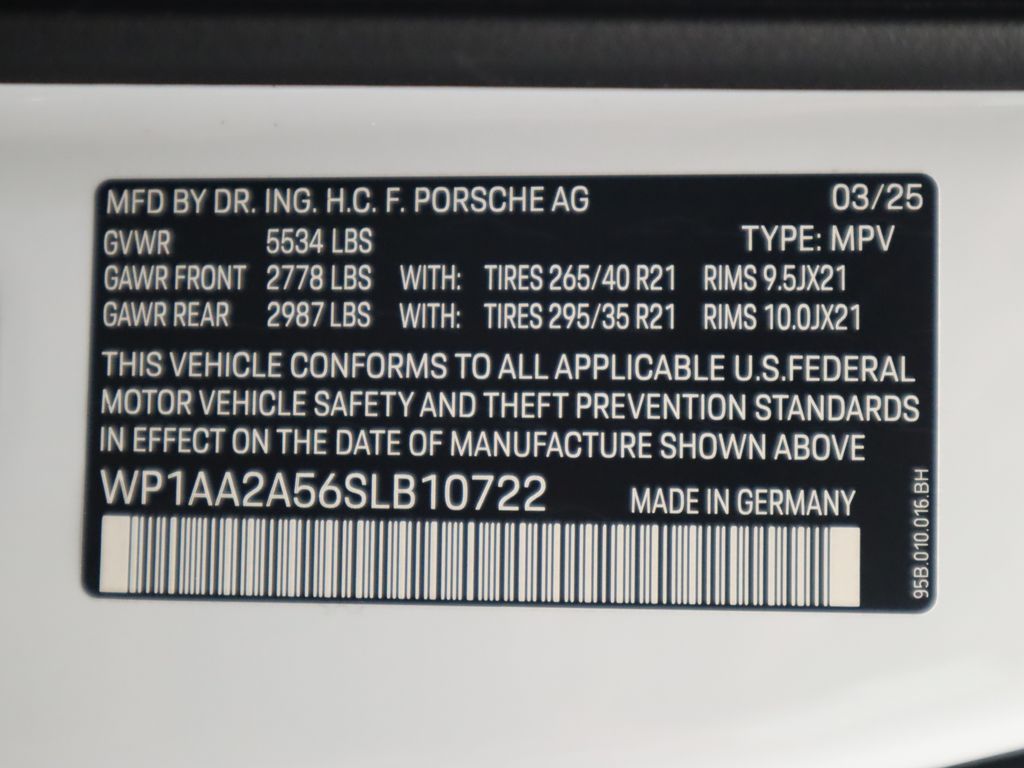 MFD BY DR. ING. H.C. F. PORSCHE AG 03/25
GVWR 5534 LBS TYPE: MPV
GAWR FRONT 2778 LBS WITH: TIRES 265/40 R21 RIMS 9.5JX21
GAWR REAR 2987 LBS WITH: TIRES 295/35 R21 RIMS 10.0JX21
THIS VEHICLE CONFORMS TO ALL APPLICABLE U.S.FEDERAL
MOTOR VEHICLE SAFETY AND THEFT PREVENTION STANDARDS
IN EFFECT ON THE DATE OF MANUFACTURE SHOWN ABOVE
WP1AA2A56SLB10722 MADE IN GERMANY
95B.010.016.BH